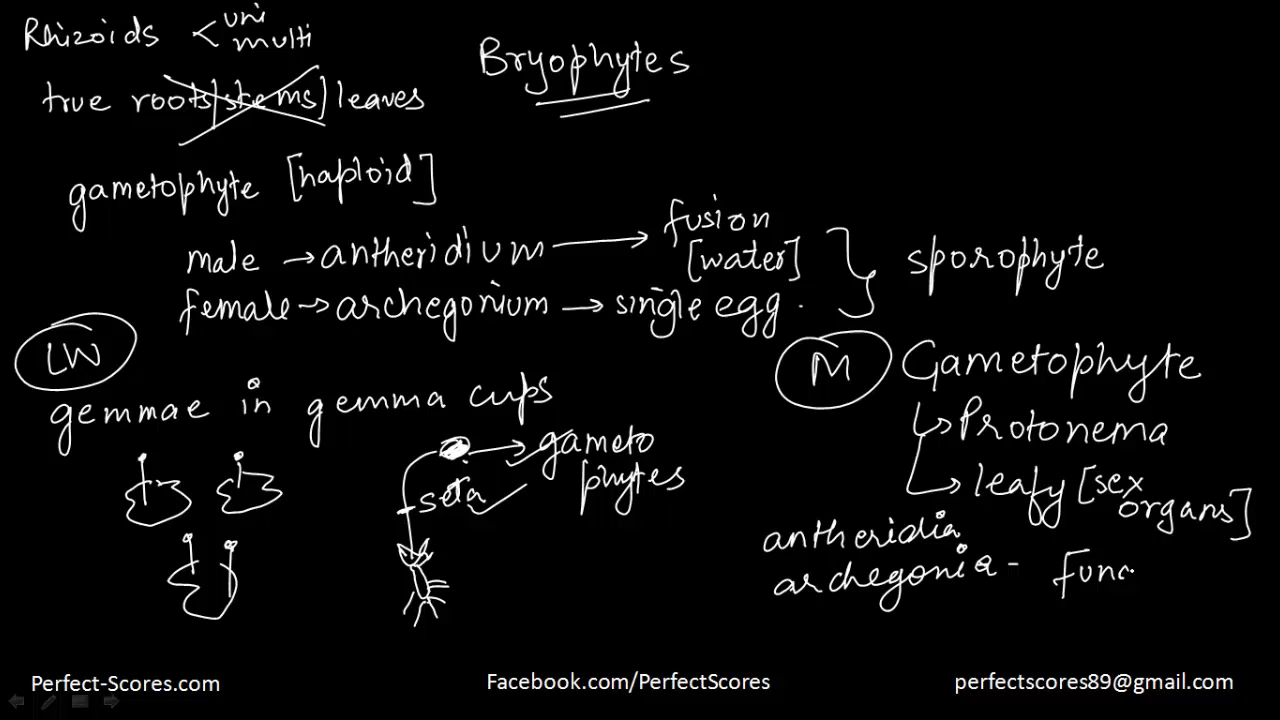 Rhizoids < uni
multi
Bryophytes
true roots/stems/leaves
gametophyte [haploid]
male → antheridium → fusion
[water]
female → archegonium → single egg.
} sporophyte
LW
gemmae in gemma cups
seta
→ gameto
phytes
M
Gametophyte
↳ Protonema
↳ leafy [sex
organs]
antheridia
archegonia - func
Perfect-Scores.com
Facebook.com/PerfectScores
perfectscores89@gmail.com